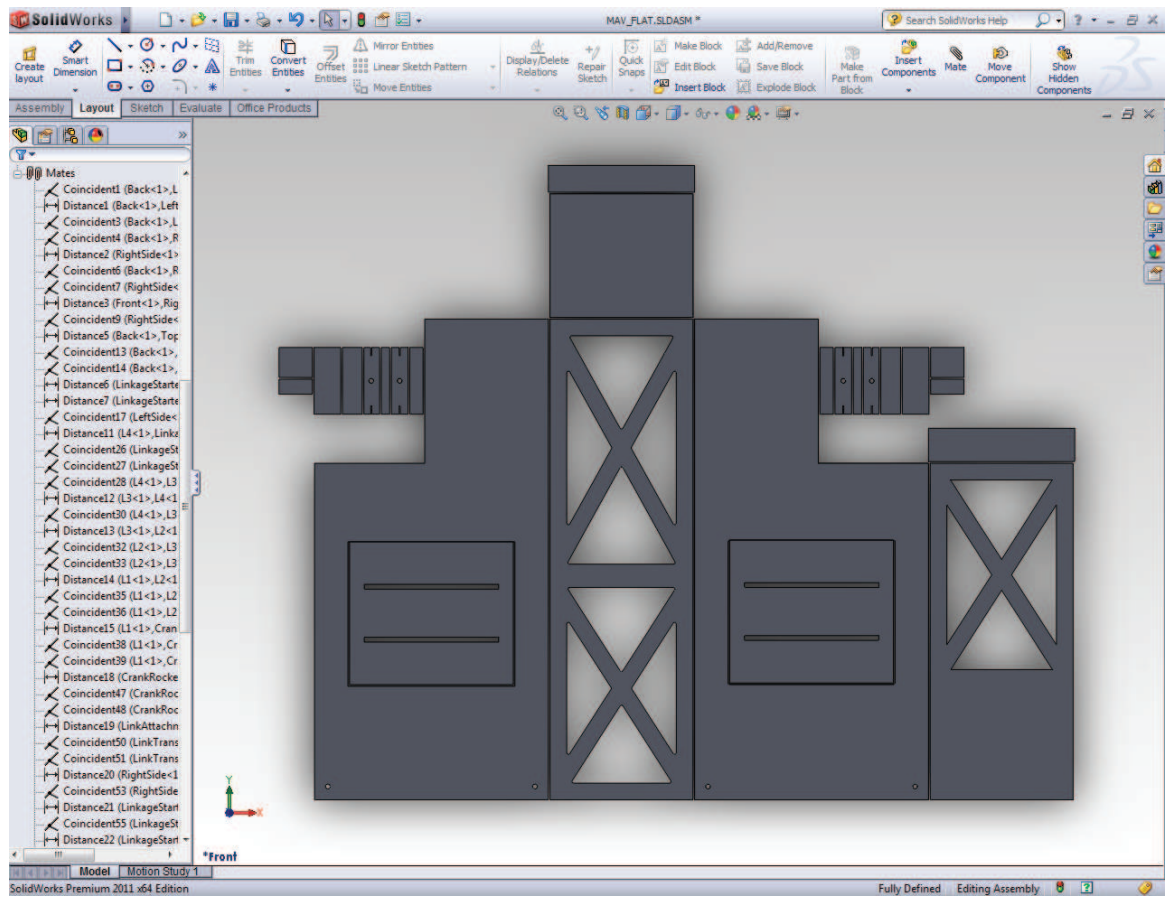 SolidWorks
MAV_FLAT.SLDASM *
Search SolidWorks Help
Create layout
Smart Dimension
Trim Entities
Convert Entities
Offset Entities
Mirror Entities
Linear Sketch Pattern
Move Entities
Display/Delete Relations
Repair Sketch
Quick Snaps
Make Block
Edit Block
Insert Block
Add/Remove
Save Block
Explode Block
Make Part from Block
Insert Components
Mate
Move Component
Show Hidden Components
Assembly Layout Sketch Evaluate Office Products
Mates
Coincident1 (Back<1>,L
Distance1 (Back<1>,Left
Coincident3 (Back<1>,L
Coincident4 (Back<1>,R
Distance2 (RightSide<1>
Coincident6 (Back<1>,R
Coincident7 (RightSide<
Distance3 (Front<1>,Rig
Coincident9 (RightSide<
Distance5 (Back<1>,Top
Coincident13 (Back<1>,
Coincident14 (Back<1>,
Distance6 (LinkageStarte
Distance7 (LinkageStarte
Coincident17 (LeftSide<
Distance11 (L4<1>,Linka
Coincident26 (LinkageSt
Coincident27 (LinkageSt
Coincident28 (L4<1>,L3
Distance12 (L3<1>,L4<1
Coincident30 (L4<1>,L3
Distance13 (L3<1>,L2<1
Coincident32 (L2<1>,L3
Coincident33 (L2<1>,L3
Distance14 (L1<1>,L2<1
Coincident35 (L1<1>,L2
Coincident36 (L1<1>,L2
Distance15 (L1<1>,Cran
Coincident38 (L1<1>,Cr
Coincident39 (L1<1>,Cr
Distance18 (CrankRocke
Coincident47 (CrankRoc
Coincident48 (CrankRoc
Distance19 (LinkAttachn
Coincident50 (LinkTrans
Coincident51 (LinkTrans
Distance20 (RightSide<1
Coincident53 (RightSide
Distance21 (LinkageStart
Coincident55 (LinkageSt
Distance22 (LinkageStart
Y
X
*Front
Model Motion Study 1
SolidWorks Premium 2011 x64 Edition
Fully Defined Editing Assembly